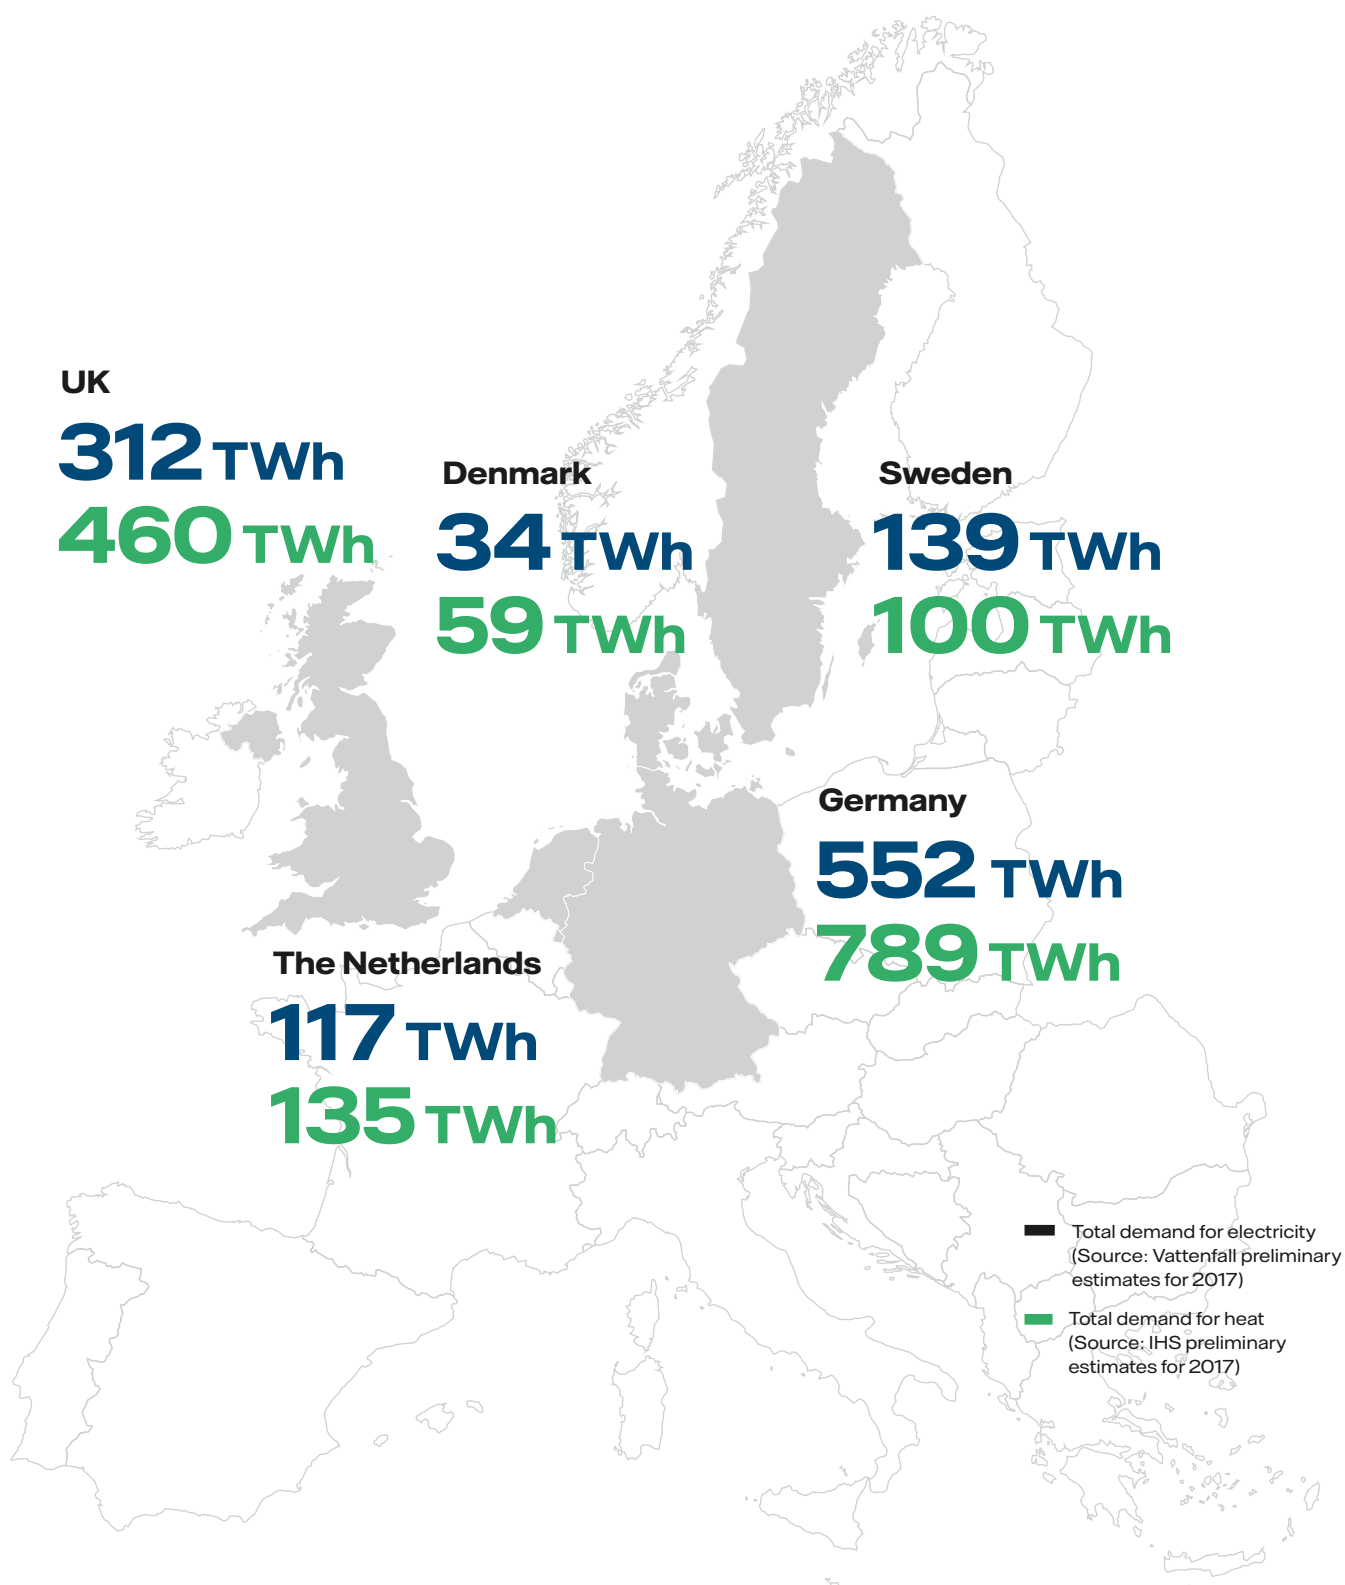 UK
312 TWh
460 TWh
Denmark
34 TWh
59 TWh
Sweden
139 TWh
100 TWh
Germany
552 TWh
789 TWh
The Netherlands
117 TWh
135 TWh
Total demand for electricity
(Source: Vattenfall preliminary
estimates for 2017)
Total demand for heat
(Source: IHS preliminary
estimates for 2017)